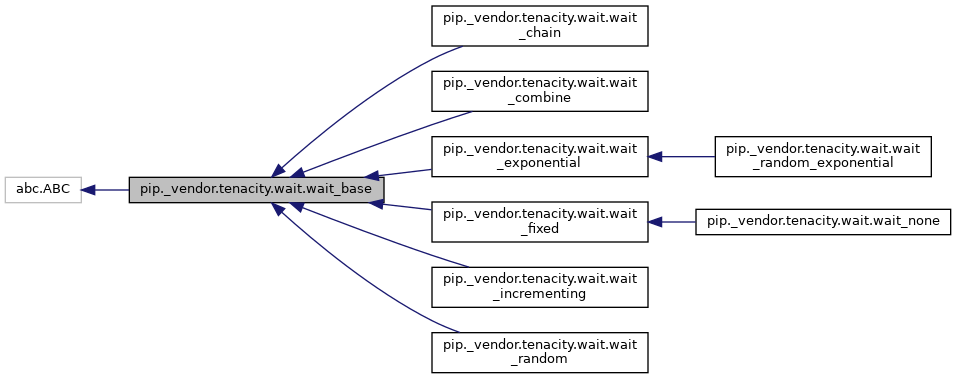 abc.ABC
pip._vendor.tenacity.wait.wait_base
pip._vendor.tenacity.wait.wait
_chain
pip._vendor.tenacity.wait.wait
_combine
pip._vendor.tenacity.wait.wait
_exponential
pip._vendor.tenacity.wait.wait
_random_exponential
pip._vendor.tenacity.wait.wait
_fixed
pip._vendor.tenacity.wait.wait_none
pip._vendor.tenacity.wait.wait
_incrementing
pip._vendor.tenacity.wait.wait
_random